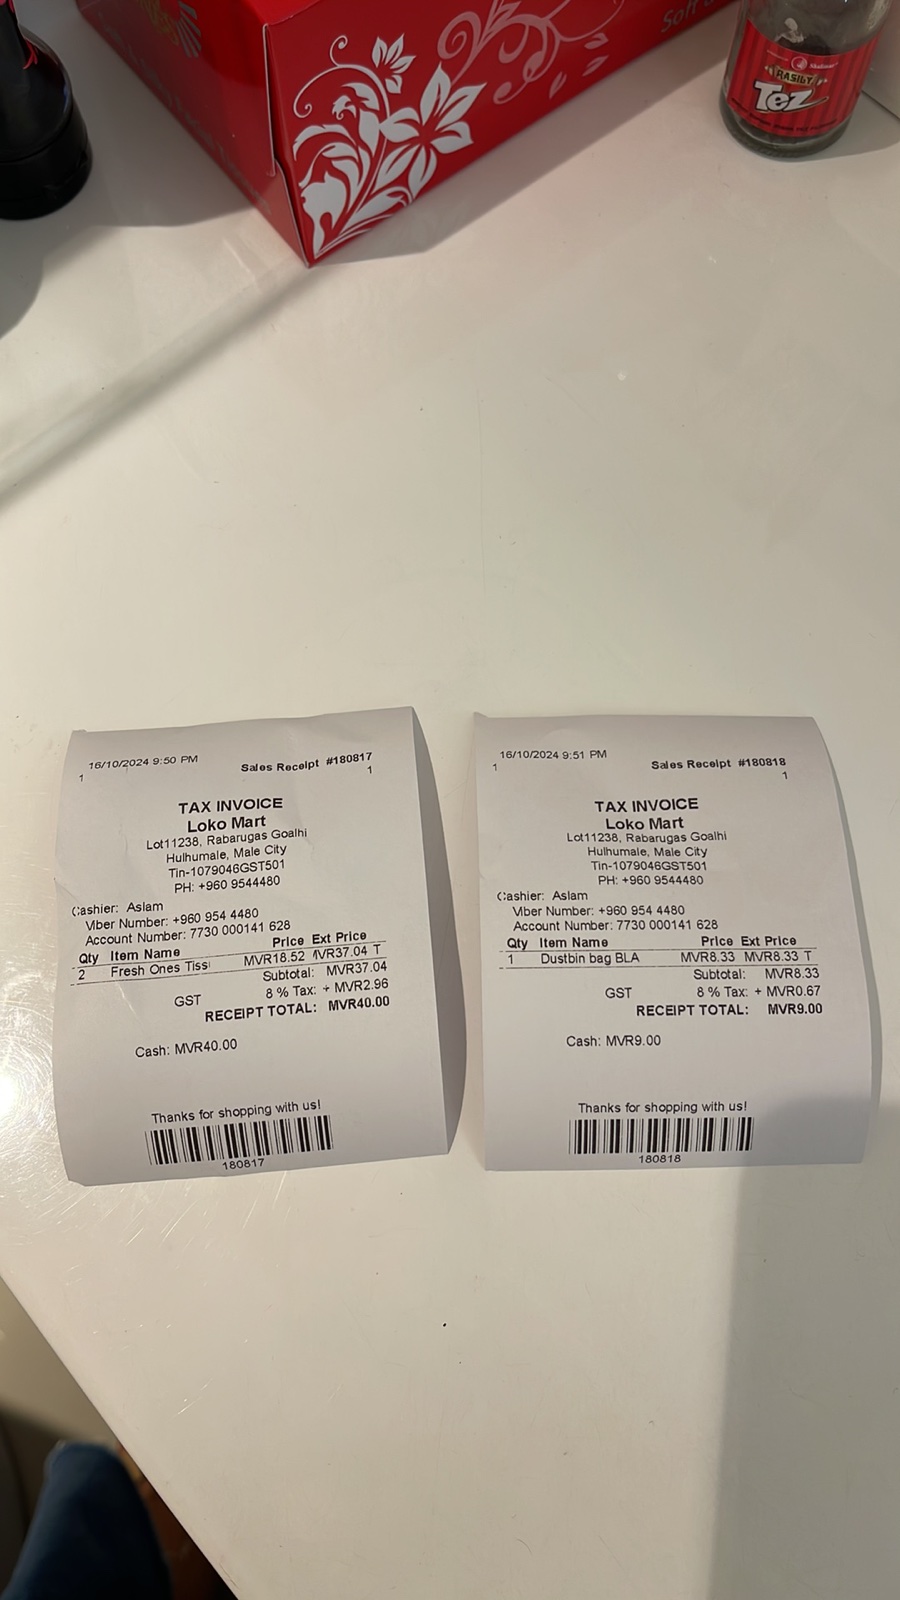 Soft
Shalimar
RASILY
Tez
16/10/2024 9:50 PM
Sales Receipt #180817
1
1
TAX INVOICE
Loko Mart
Lot11238, Rabarugas Goalhi
Hulhumale, Male City
Tin-1079046GST501
PH: +960 9544480
Cashier: Aslam
Viber Number: +960 954 4480
Account Number: 7730 000141 628
Qty Item Name Price Ext Price
2 Fresh Ones Tiss MVR18.52 MVR37.04 T
Subtotal: MVR37.04
GST 8 % Tax: + MVR2.96
RECEIPT TOTAL: MVR40.00
Cash: MVR40.00
Thanks for shopping with us!
180817
16/10/2024 9:51 PM
Sales Receipt #180818
1
1
TAX INVOICE
Loko Mart
Lot11238, Rabarugas Goalhi
Hulhumale, Male City
Tin-1079046GST501
PH: +960 9544480
Cashier: Aslam
Viber Number: +960 954 4480
Account Number: 7730 000141 628
Qty Item Name Price Ext Price
1 Dustbin bag BLA MVR8.33 MVR8.33 T
Subtotal: MVR8.33
GST 8 % Tax: + MVR0.67
RECEIPT TOTAL: MVR9.00
Cash: MVR9.00
Thanks for shopping with us!
180818